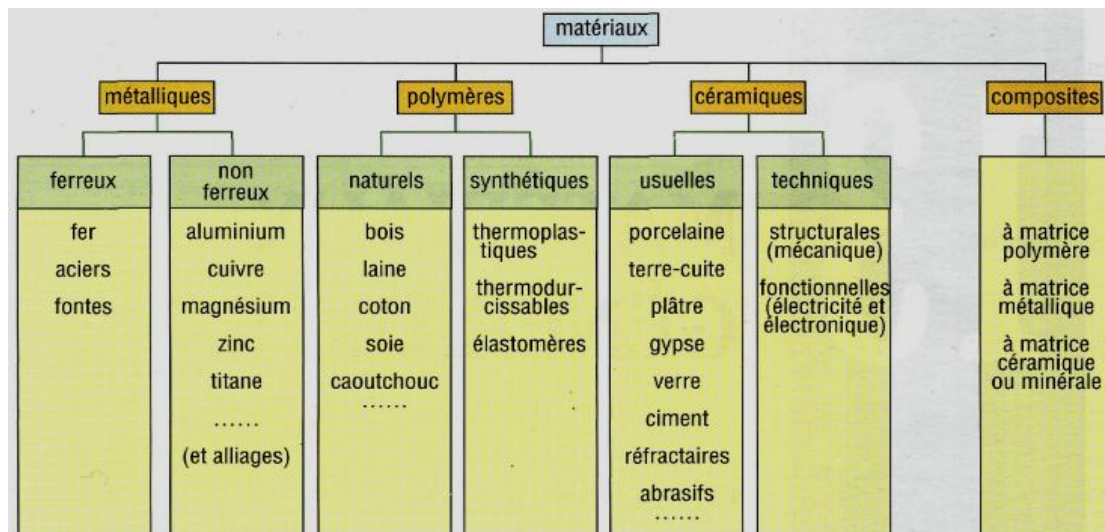 matériaux
métalliques
polymères
céramiques
composites
ferreux
fer
aciers
fontes
non
ferreux
aluminium
cuivre
magnésium
zinc
titane
......
(et alliages)
naturels
bois
laine
coton
soie
caoutchouc
......
synthétiques
thermoplas-
tiques
thermodur-
cissables
élastomères
usuelles
porcelaine
terre-cuite
plâtre
gypse
verre
ciment
réfractaires
abrasifs
......
techniques
structurales
(mécanique)
fonctionnelles
(électricité et
électronique)
à matrice
polymère
à matrice
métallique
à matrice
céramique
ou minérale